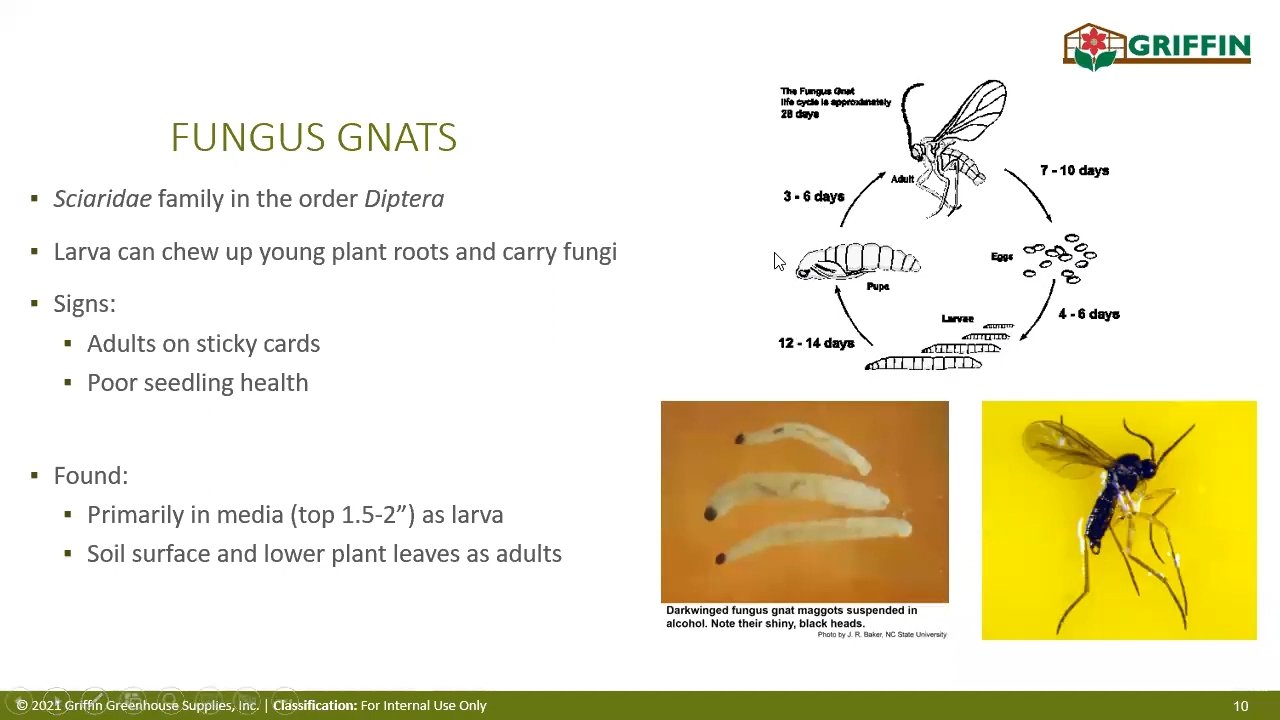 GRIFFIN
FUNGUS GNATS
▪ Sciaridae family in the order Diptera
▪ Larva can chew up young plant roots and carry fungi
▪ Signs:
▪ Adults on sticky cards
▪ Poor seedling health
▪ Found:
▪ Primarily in media (top 1.5-2”) as larva
▪ Soil surface and lower plant leaves as adults
The Fungus Gnat
life cycle is approximately
28 days
Adult
7 - 10 days
3 - 6 days
Eggs
Pupa
4 - 6 days
Larvae
12 - 14 days
Darkwinged fungus gnat maggots suspended in
alcohol. Note their shiny, black heads.
Photo by J. R. Baker, NC State University
© 2021 Griffin Greenhouse Supplies, Inc. | Classification: For Internal Use Only
10